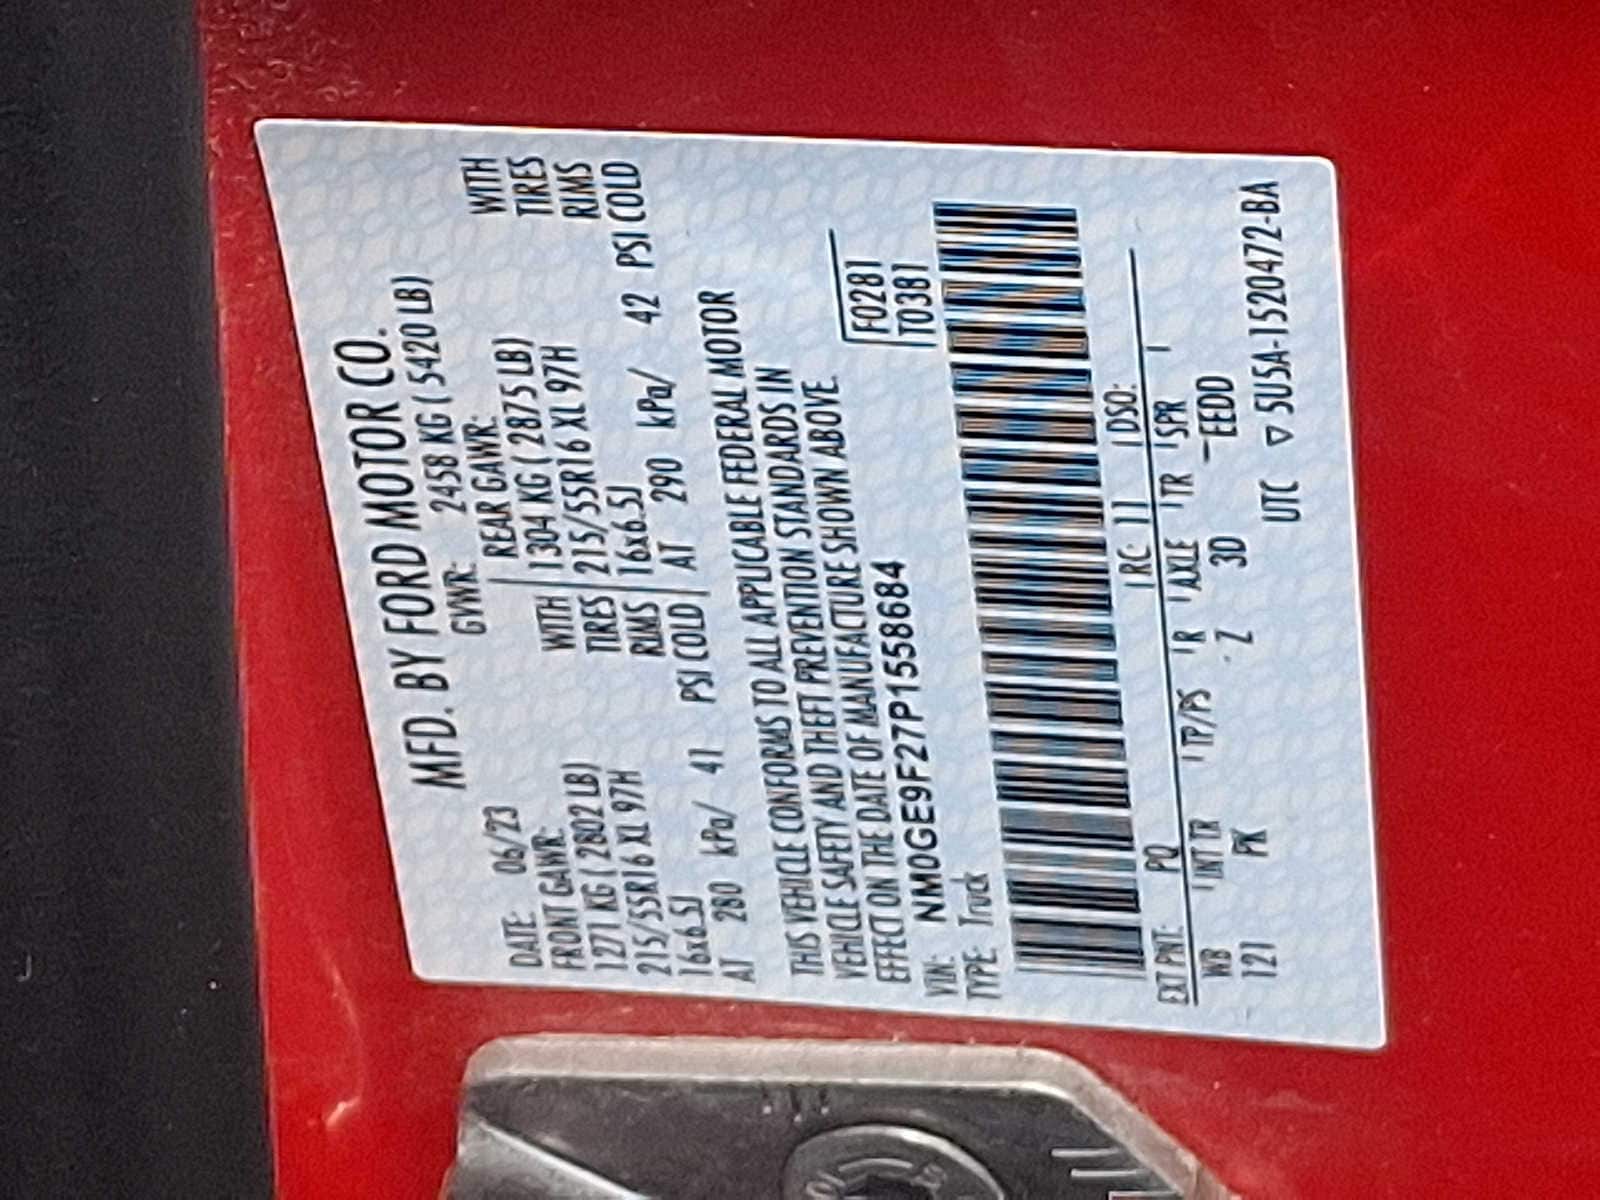 MFD. BY FORD MOTOR CO.
DATE: 06/23 GVWR: 2458 KG ( 5420 LB)
FRONT GAWR: REAR GAWR:
1271 KG ( 2802 LB) WITH 1304 KG ( 2875 LB) WITH
215/55R16 XL 97H TIRES 215/55R16 XL 97H TIRES
16x6.5J RIMS 16x6.5J RIMS
AT 280 kPa/ 41 PSI COLD AT 290 kPa/ 42 PSI COLD
THIS VEHICLE CONFORMS TO ALL APPLICABLE FEDERAL MOTOR
VEHICLE SAFETY AND THEFT PREVENTION STANDARDS IN
EFFECT ON THE DATE OF MANUFACTURE SHOWN ABOVE.
VIN: NM0GE9F27P1558684 F0281
TYPE: Truck T0381
EXT PNT: PQ RC: 11 DSO:
WB INT TR TP/PS R AXLE TR SPR
121 PK Z 3D EEDD
UTC ▽ 5U5A-1520472-BA